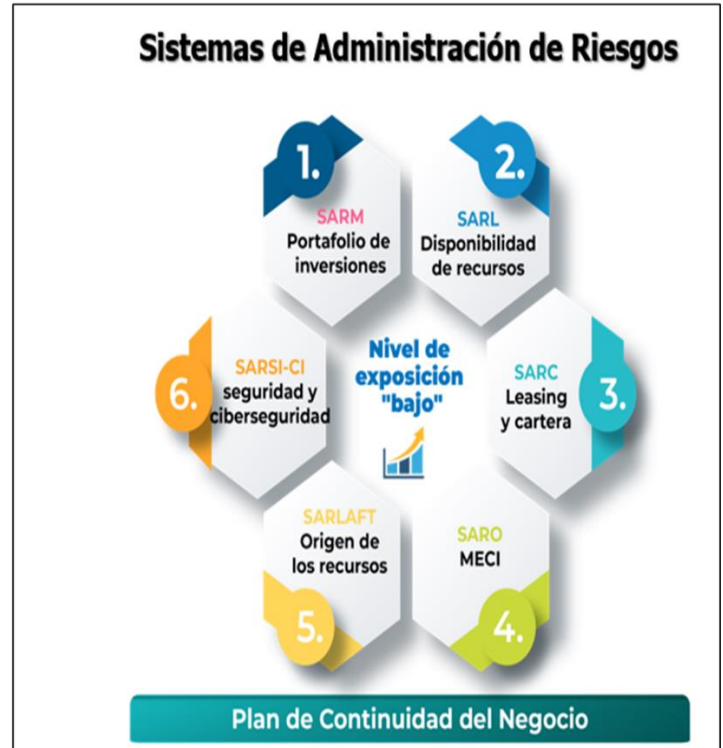 Sistemas de Administración de Riesgos
1.
SARM
Portafolio de
inversiones
2.
SARL
Disponibilidad
de recursos
Nivel de
exposición
"bajo"
SARC
Leasing
y cartera
3.
SARO
MECI
4.
SARLAFT
Origen de
los recursos
5.
SARSI-CI
seguridad y
ciberseguridad
6.
Plan de Continuidad del Negocio